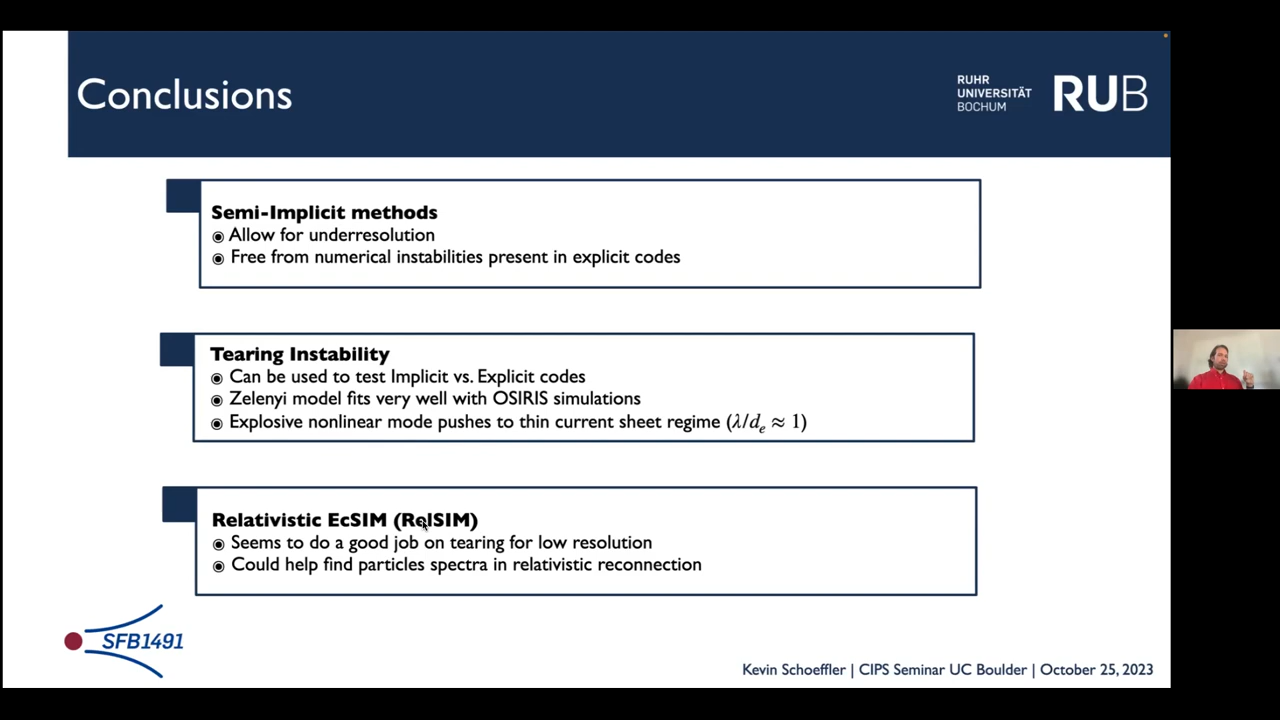 Conclusions
RUHR
UNIVERSITÄT
BOCHUM
RUB
Semi-Implicit methods
◉ Allow for underresolution
◉ Free from numerical instabilities present in explicit codes
Tearing Instability
◉ Can be used to test Implicit vs. Explicit codes
◉ Zelenyi model fits very well with OSIRIS simulations
◉ Explosive nonlinear mode pushes to thin current sheet regime (λ/dₑ ≈ 1)
Relativistic EcSIM (RelSIM)
◉ Seems to do a good job on tearing for low resolution
◉ Could help find particles spectra in relativistic reconnection
SFB1491
Kevin Schoeffler | CIPS Seminar UC Boulder | October 25, 2023